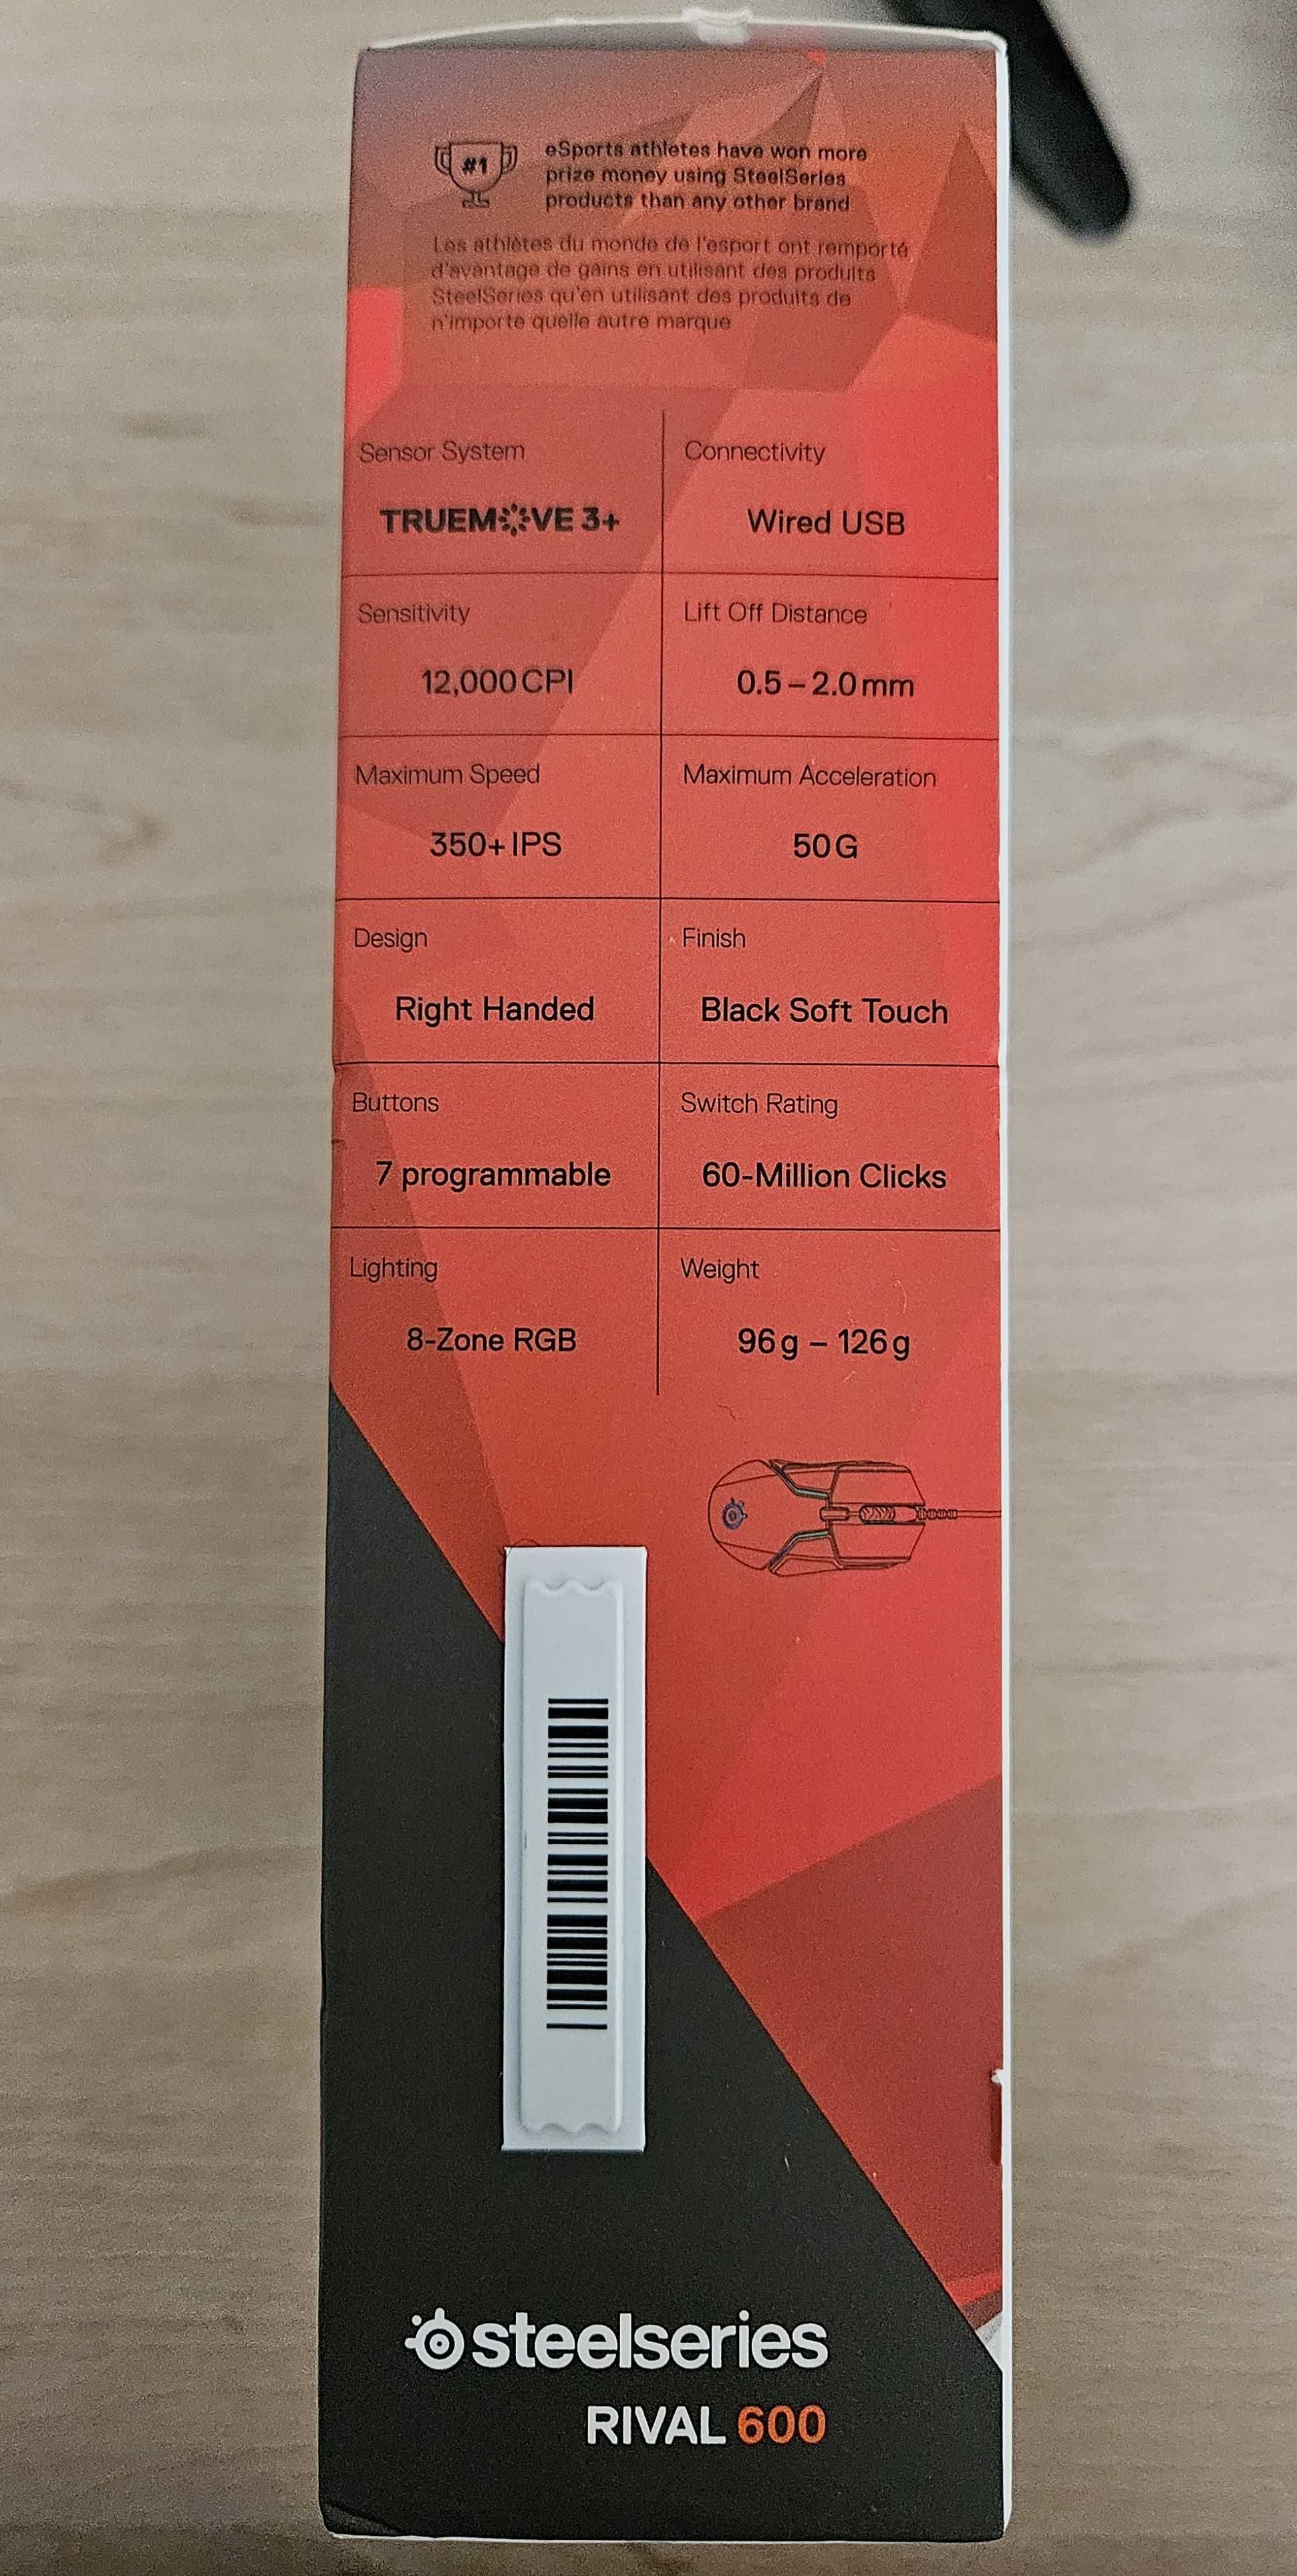 #1
eSports athletes have won more
prize money using SteelSeries
products than any other brand
Les athlètes du monde de l'esport ont remporté
d'avantage de gains en utilisant des produits
SteelSeries qu'en utilisant des produits de
n'importe quelle autre marque
Sensor System
TRUEMOVE 3+
Connectivity
Wired USB
Sensitivity
12,000 CPI
Lift Off Distance
0.5 – 2.0 mm
Maximum Speed
350+ IPS
Maximum Acceleration
50 G
Design
Right Handed
Finish
Black Soft Touch
Buttons
7 programmable
Switch Rating
60-Million Clicks
Lighting
8-Zone RGB
Weight
96 g – 126 g
steelseries
RIVAL 600